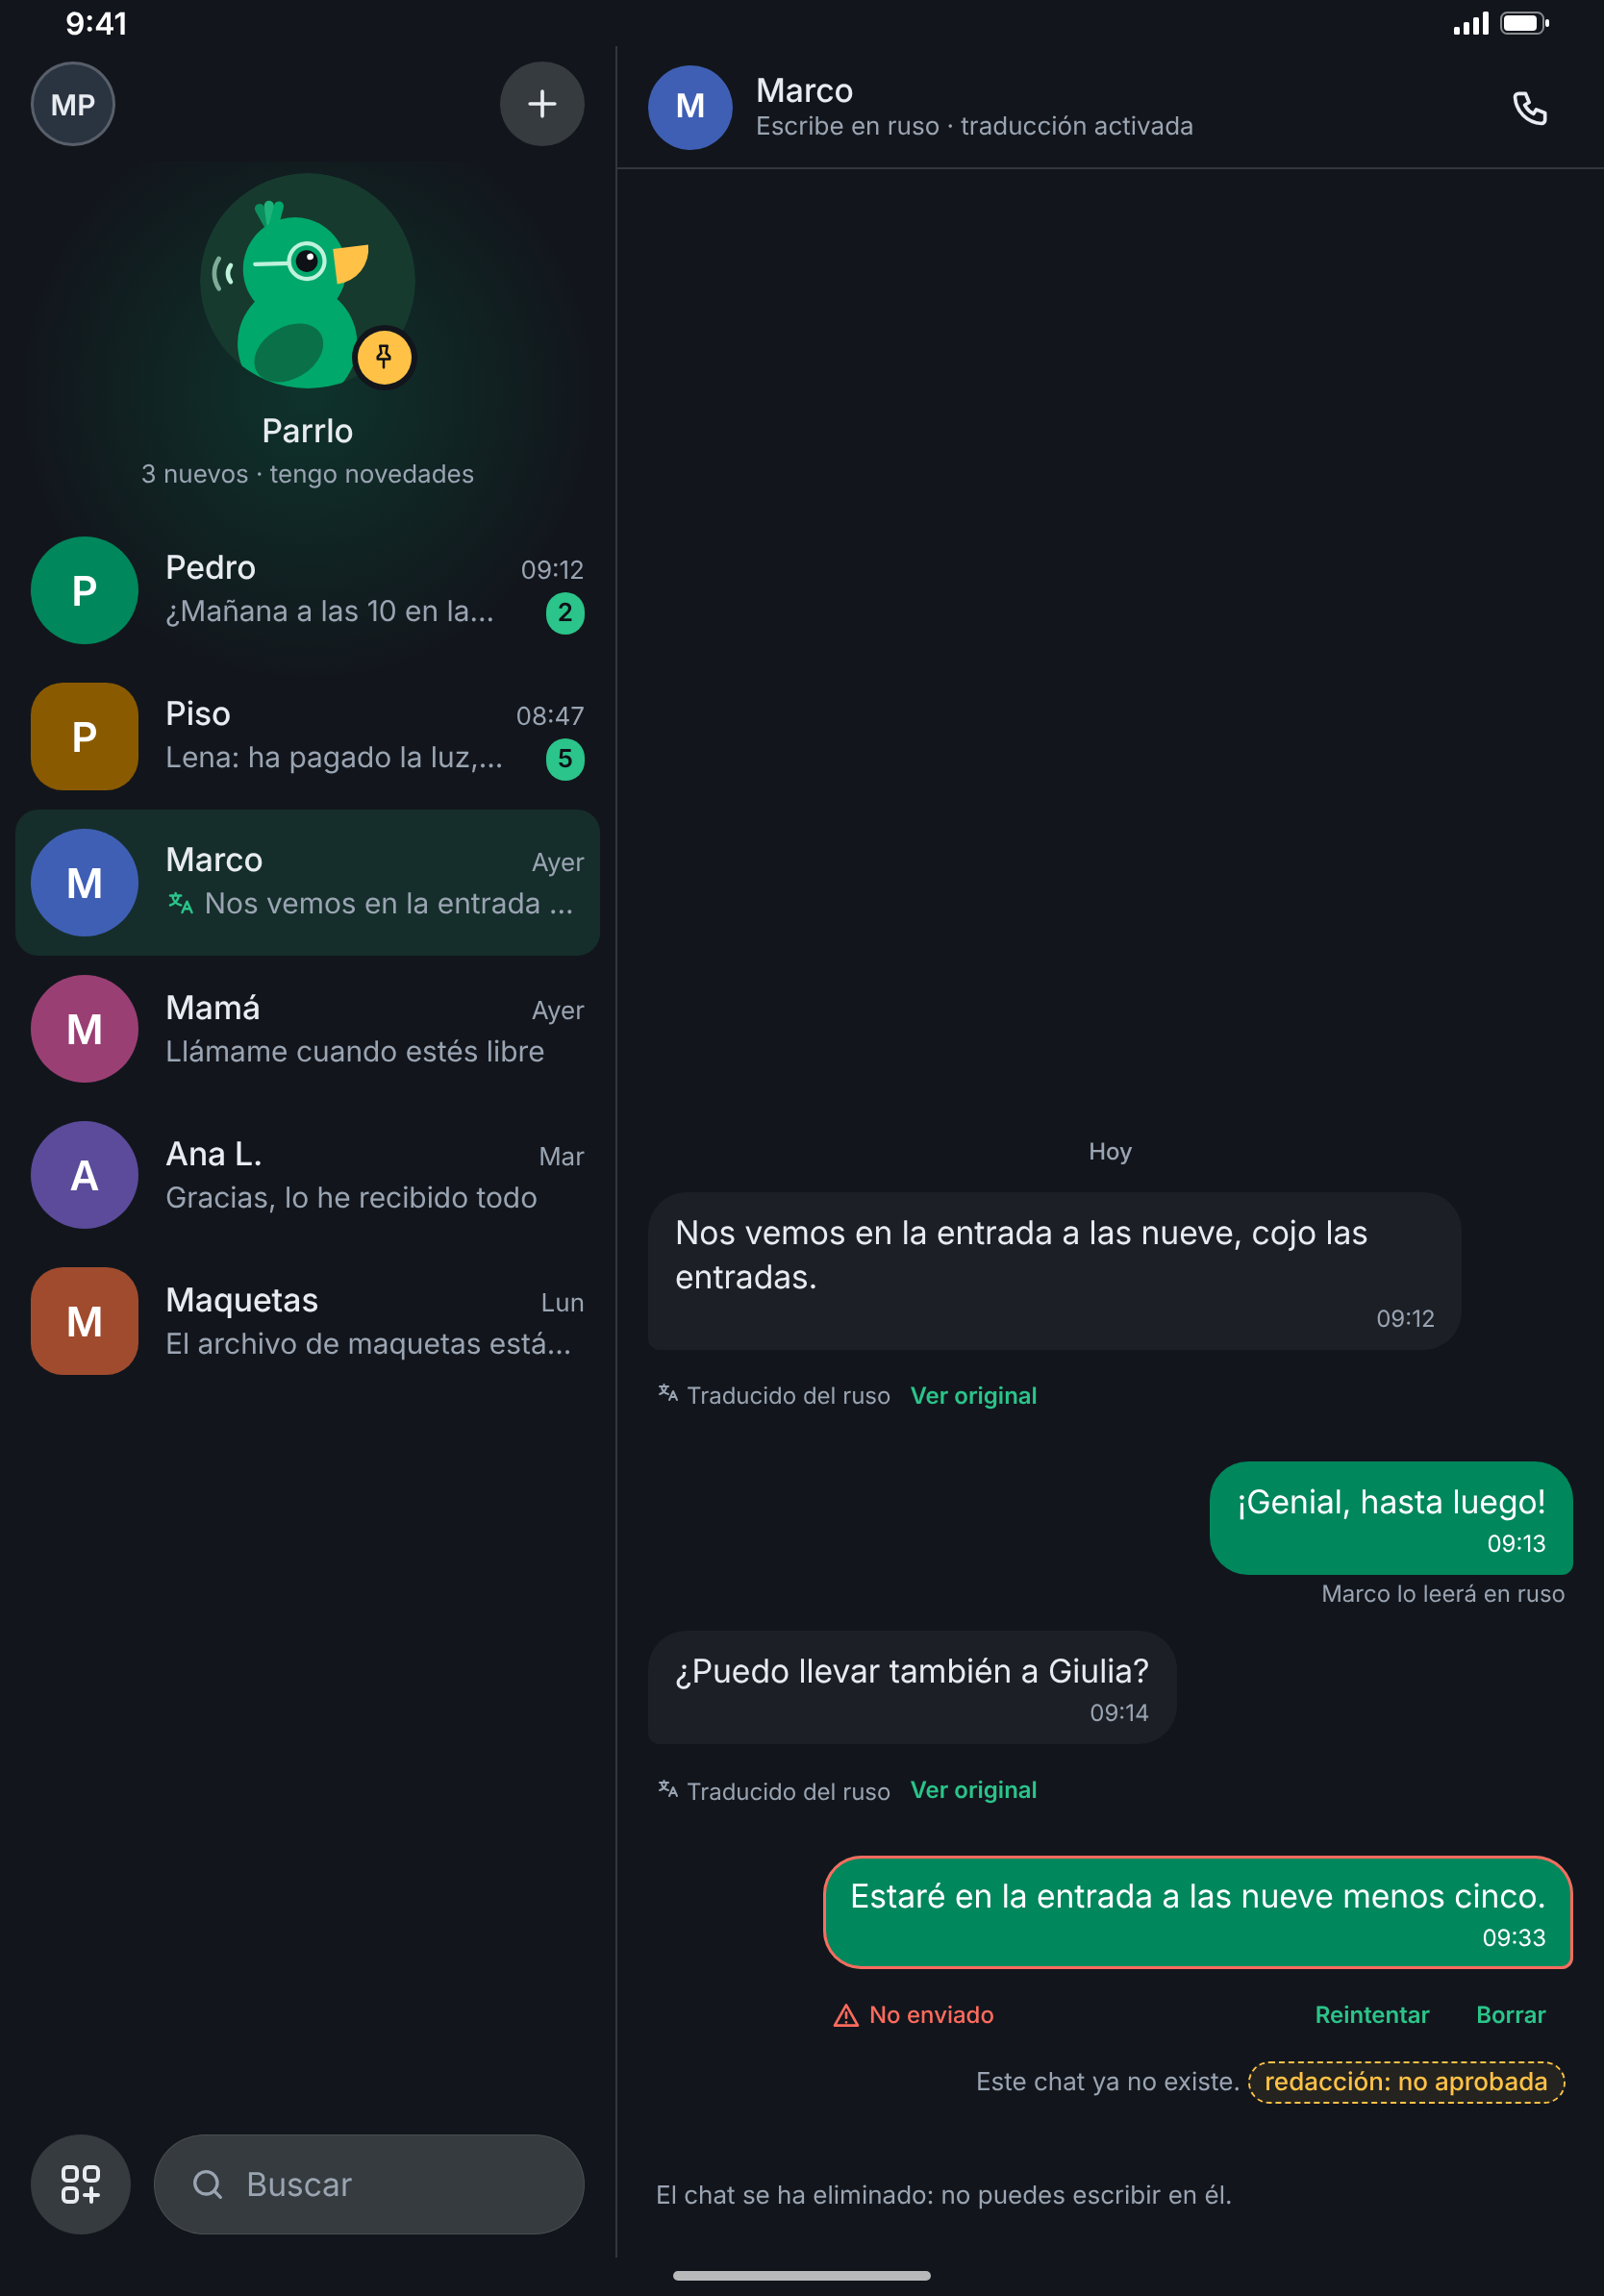 9:41
MP
Parrlo
3 nuevos · tengo novedades
P
Pedro
09:12
¿Mañana a las 10 en la...
2
P
Piso
08:47
Lena: ha pagado la luz,...
5
M
Marco
Ayer
Nos vemos en la entrada ...
M
Mamá
Ayer
Llámame cuando estés libre
A
Ana L.
Mar
Gracias, lo he recibido todo
M
Maquetas
Lun
El archivo de maquetas está...
Buscar
M
Marco
Escribe en ruso · traducción activada
Hoy
Nos vemos en la entrada a las nueve, cojo las
entradas.
09:12
Traducido del ruso Ver original
¡Genial, hasta luego!
09:13
Marco lo leerá en ruso
¿Puedo llevar también a Giulia?
09:14
Traducido del ruso Ver original
Estaré en la entrada a las nueve menos cinco.
09:33
No enviado Reintentar Borrar
Este chat ya no existe. redacción: no aprobada
El chat se ha eliminado: no puedes escribir en él.